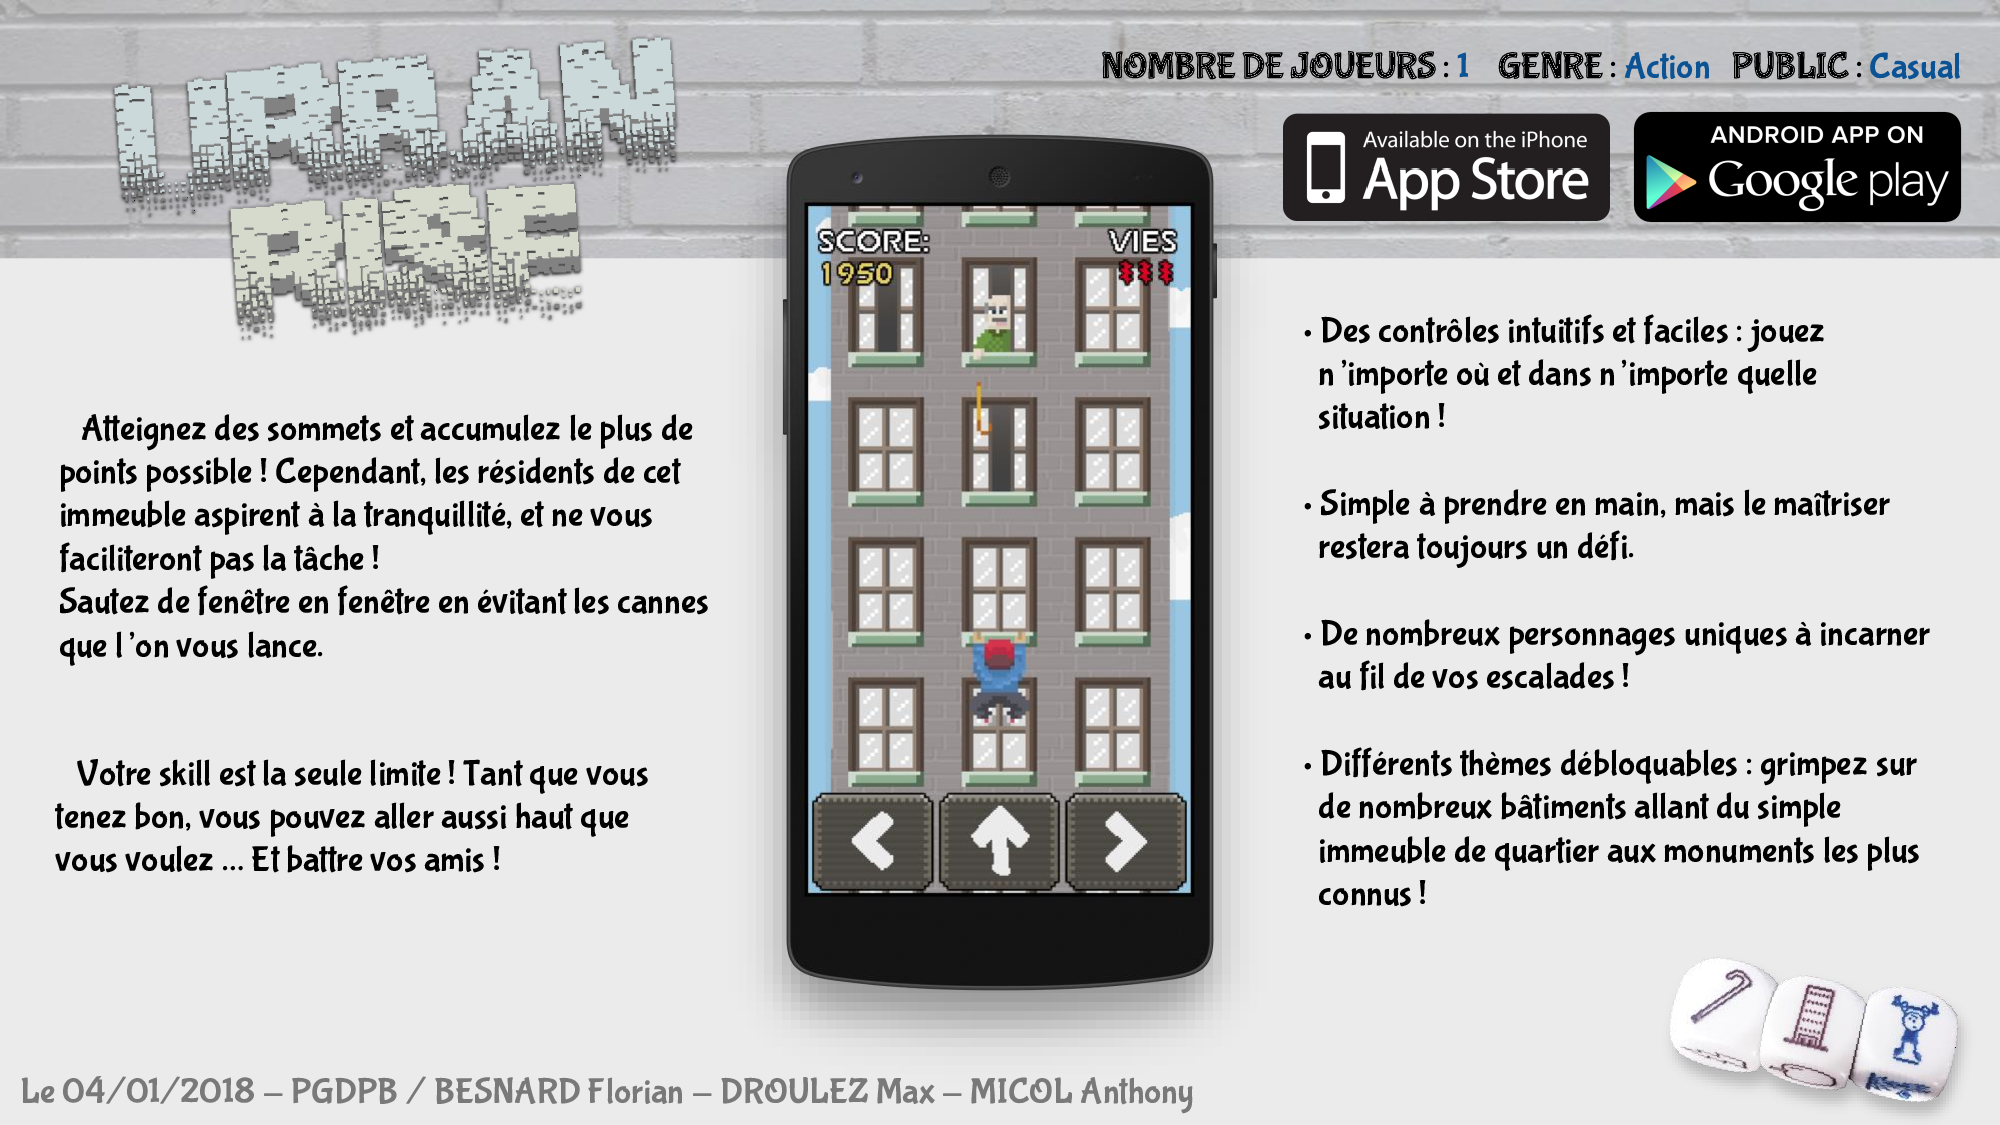 URBAN
RISE
NOMBRE DE JOUEURS : 1 GENRE : Action PUBLIC : Casual
Available on the iPhone
App Store
ANDROID APP ON
Google play
SCORE:
1950
VIES
Atteignez des sommets et accumulez le plus de
points possible ! Cependant, les résidents de cet
immeuble aspirent à la tranquillité, et ne vous
faciliteront pas la tâche !
Sautez de fenêtre en fenêtre en évitant les cannes
que l'on vous lance.
Votre skill est la seule limite ! Tant que vous
tenez bon, vous pouvez aller aussi haut que
vous voulez ... Et battre vos amis !
• Des contrôles intuitifs et faciles : jouez
n'importe où et dans n'importe quelle
situation !
• Simple à prendre en main, mais le maîtriser
restera toujours un défi.
• De nombreux personnages uniques à incarner
au fil de vos escalades !
• Différents thèmes débloquables : grimpez sur
de nombreux bâtiments allant du simple
immeuble de quartier aux monuments les plus
connus !
Le 04/01/2018 – PGDPB / BESNARD Florian – DROULEZ Max – MICOL Anthony